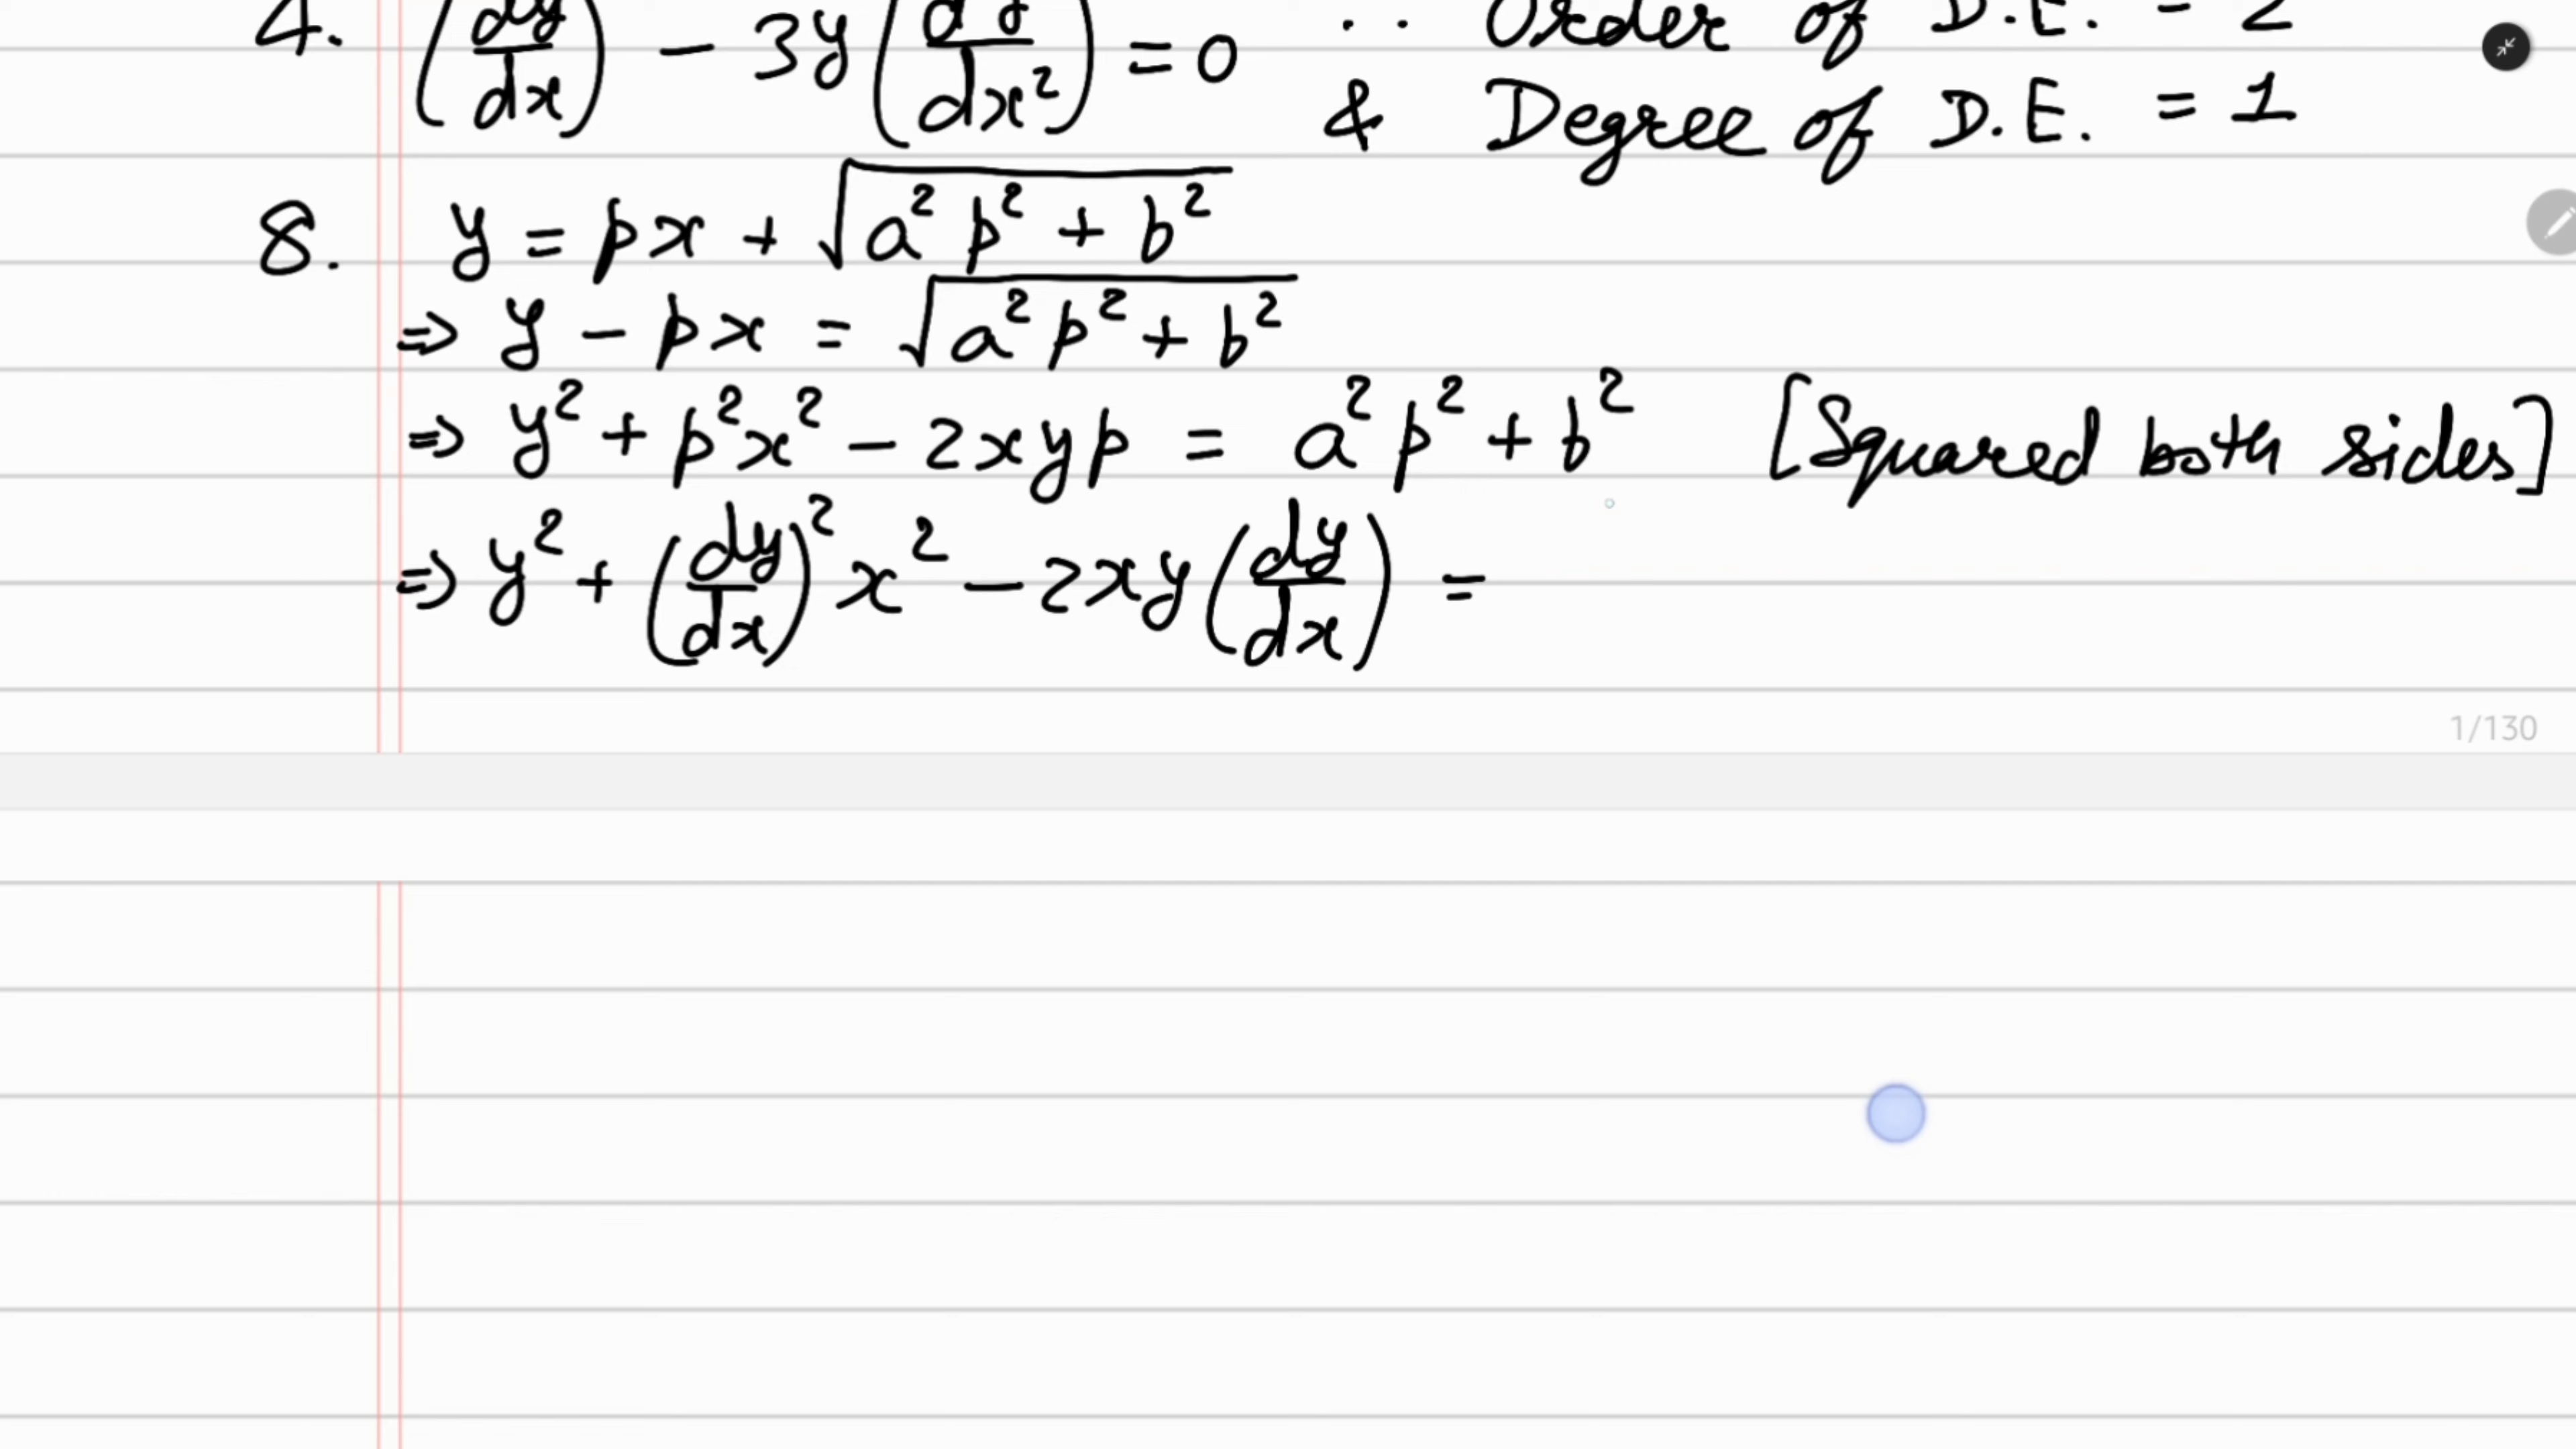 4. (dy/dx) - 3y(d²y/dx²) = 0 ∴ Order of D.E. = 2
& Degree of D.E. = 1
8. y = px + √(a²p² + b²)
⇒ y - px = √(a²p² + b²)
⇒ y² + p²x² - 2xyp = a²p² + b² [Squared both sides]
⇒ y² + (dy/dx)² x² - 2xy(dy/dx) =
1/130